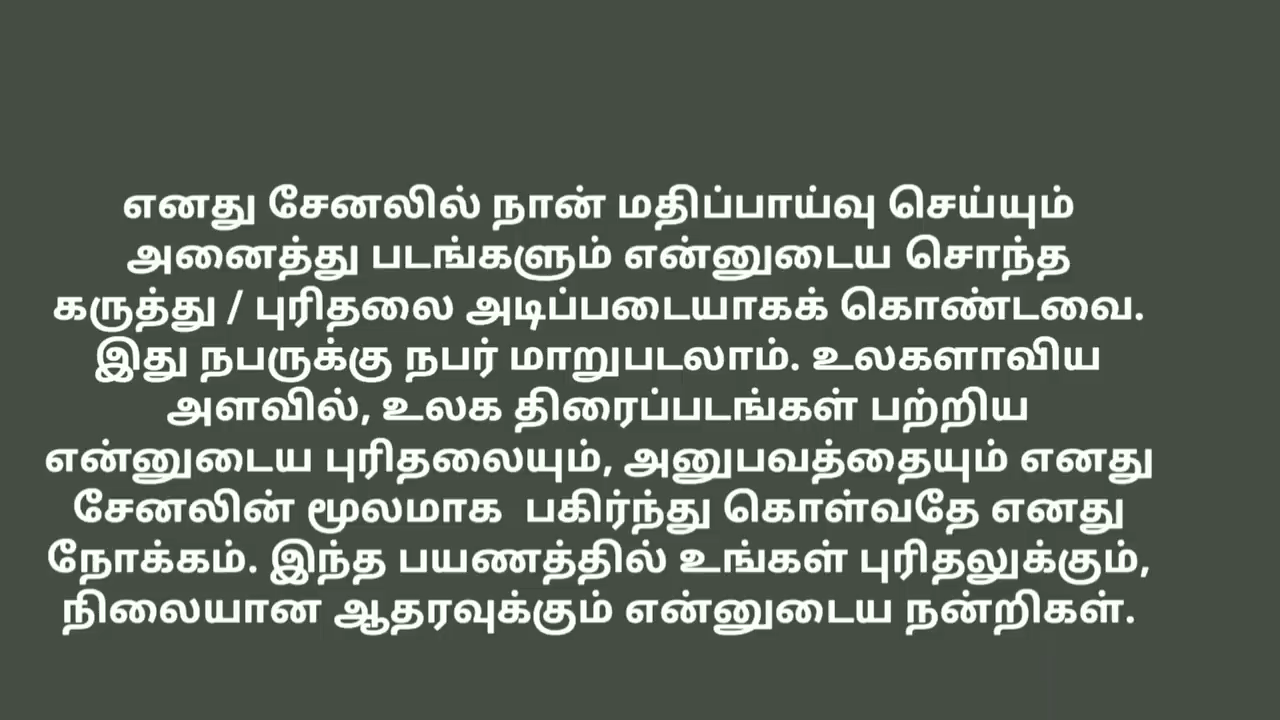 எனது சேனலில் நான் மதிப்பாய்வு செய்யும்
அனைத்து படங்களும் என்னுடைய சொந்த
கருத்து / புரிதலை அடிப்படையாகக் கொண்டவை.
இது நபருக்கு நபர் மாறுபடலாம். உலகளாவிய
அளவில், உலக திரைப்படங்கள் பற்றிய
என்னுடைய புரிதலையும், அனுபவத்தையும் எனது
சேனலின் மூலமாக  பகிர்ந்து கொள்வதே எனது
நோக்கம். இந்த பயணத்தில் உங்கள் புரிதலுக்கும்,
நிலையான ஆதரவுக்கும் என்னுடைய நன்றிகள்.